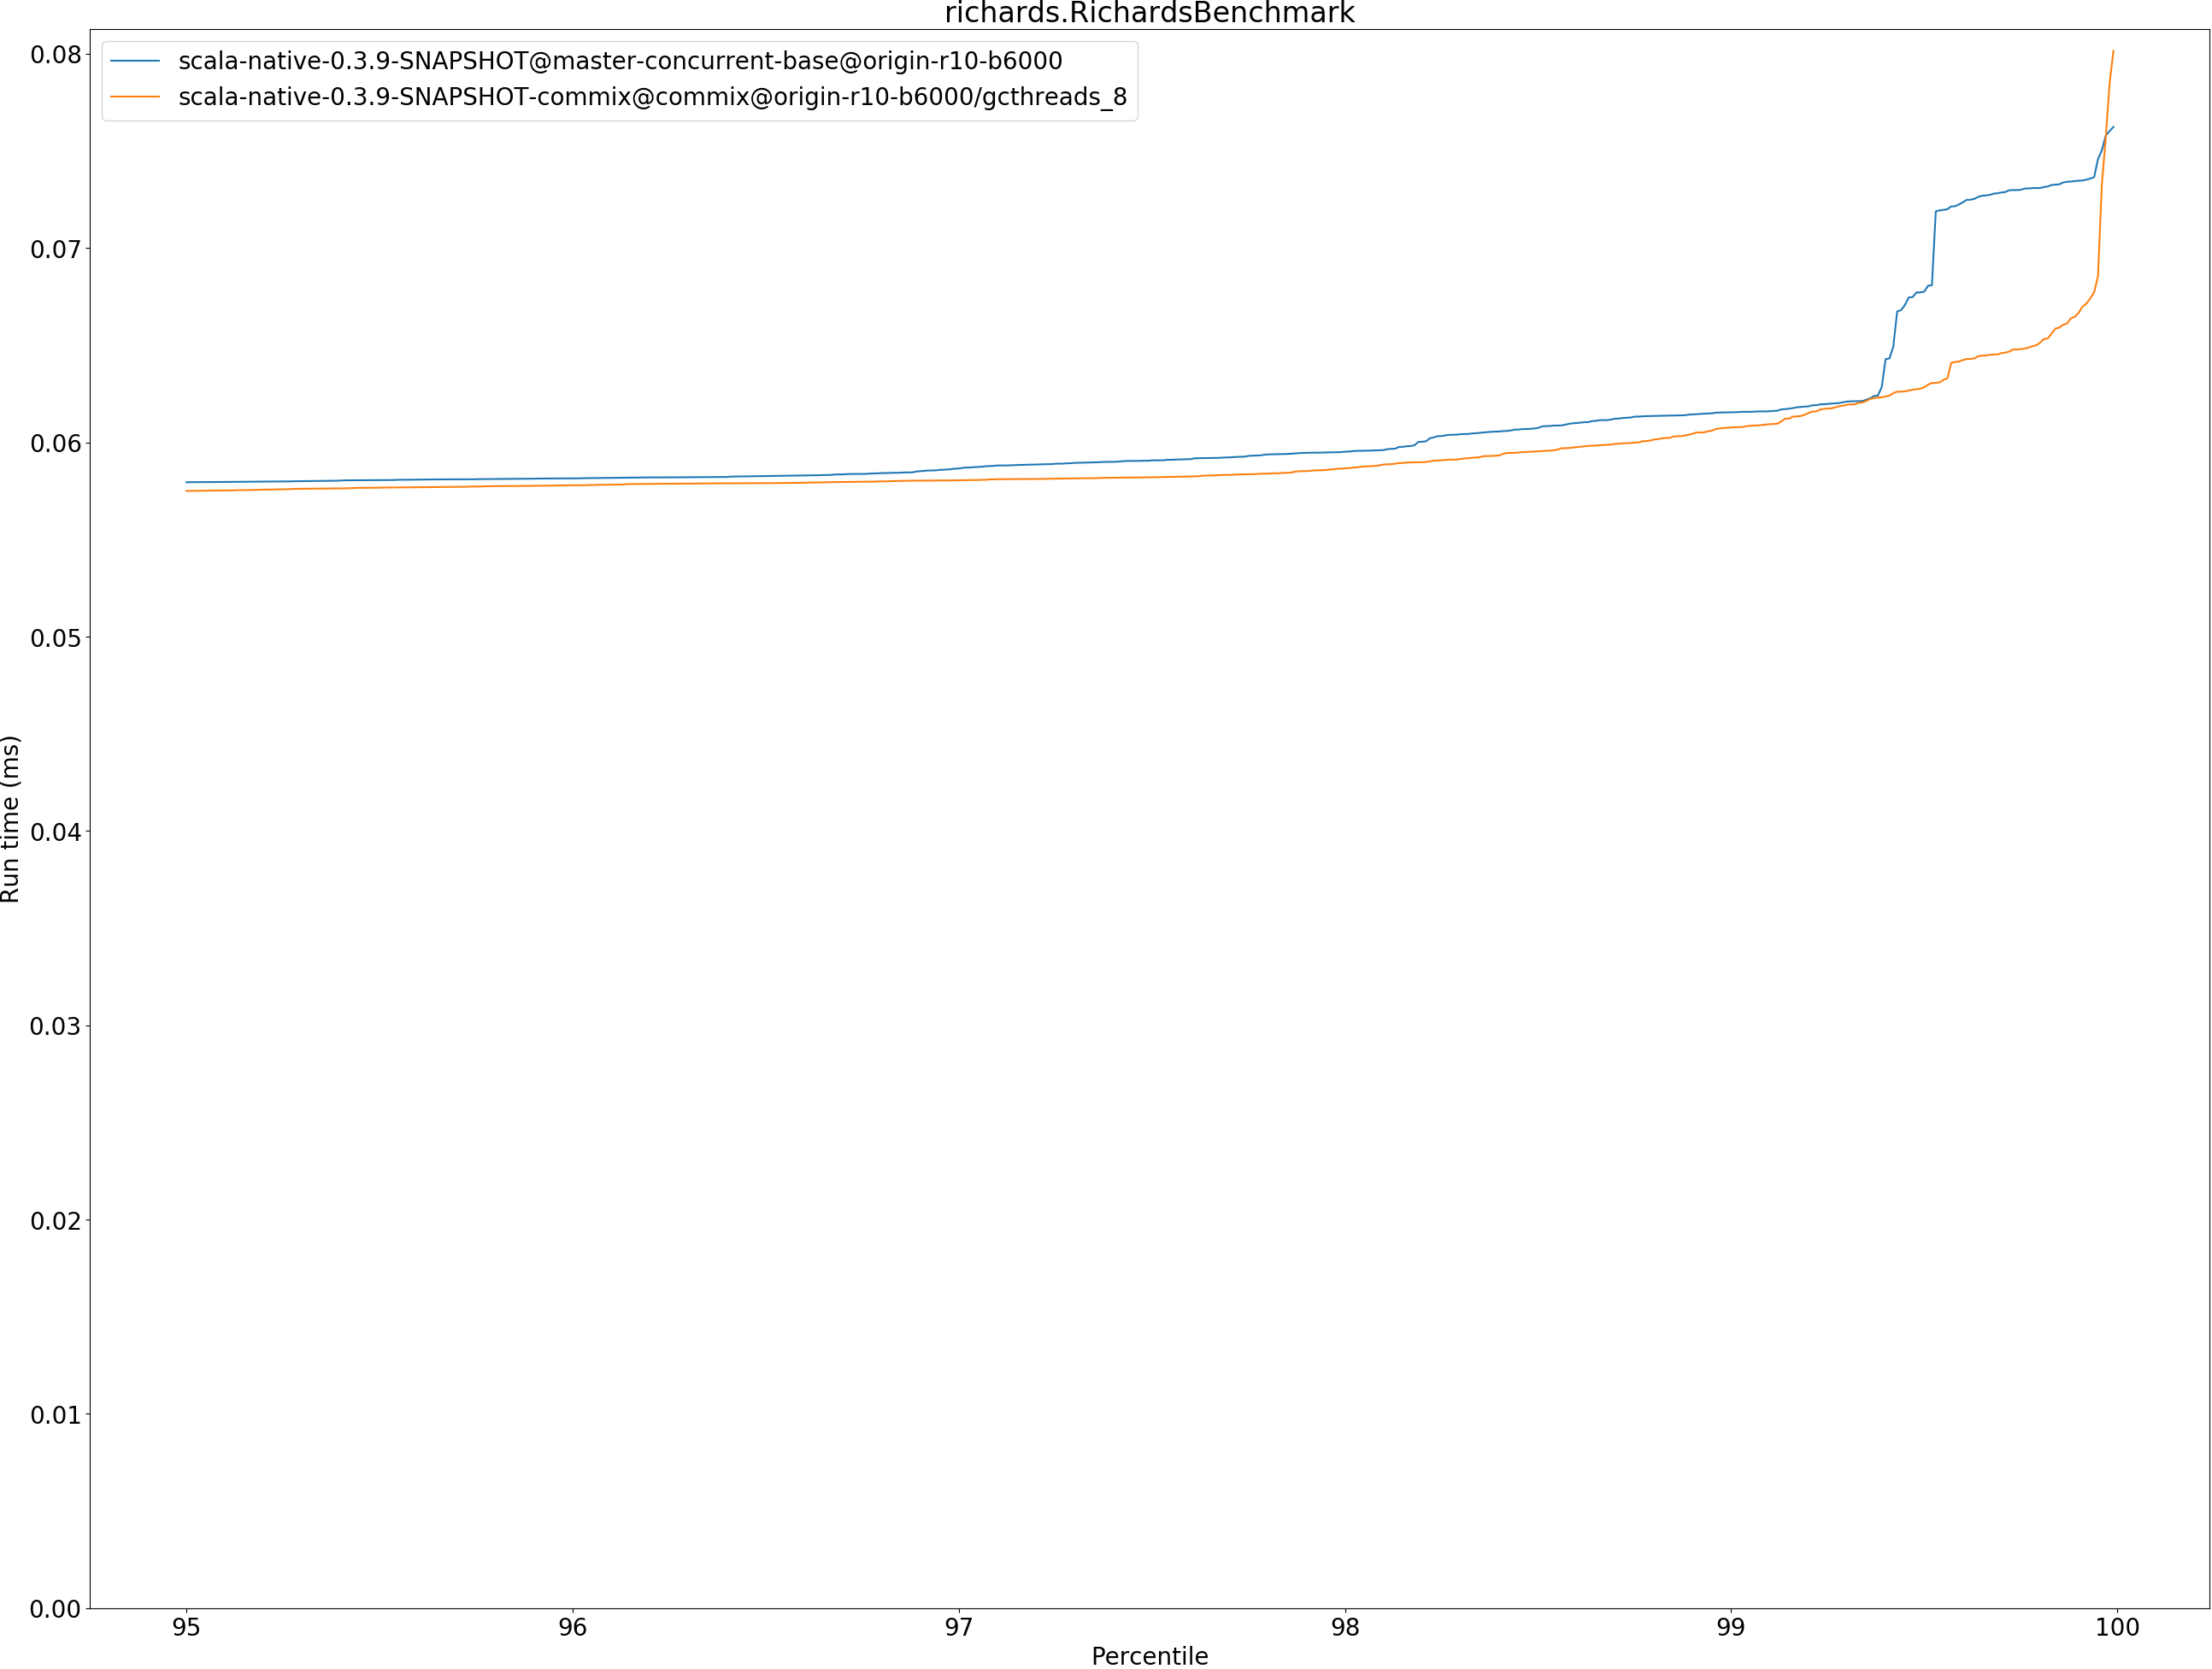 richards.RichardsBenchmark
scala-native-0.3.9-SNAPSHOT@master-concurrent-base@origin-r10-b6000
scala-native-0.3.9-SNAPSHOT-commix@commix@origin-r10-b6000/gcthreads_8
0.08
0.07
0.06
0.05
0.04
0.03
0.02
0.01
0.00
Run time (ms)
95 96 97 98 99 100
Percentile